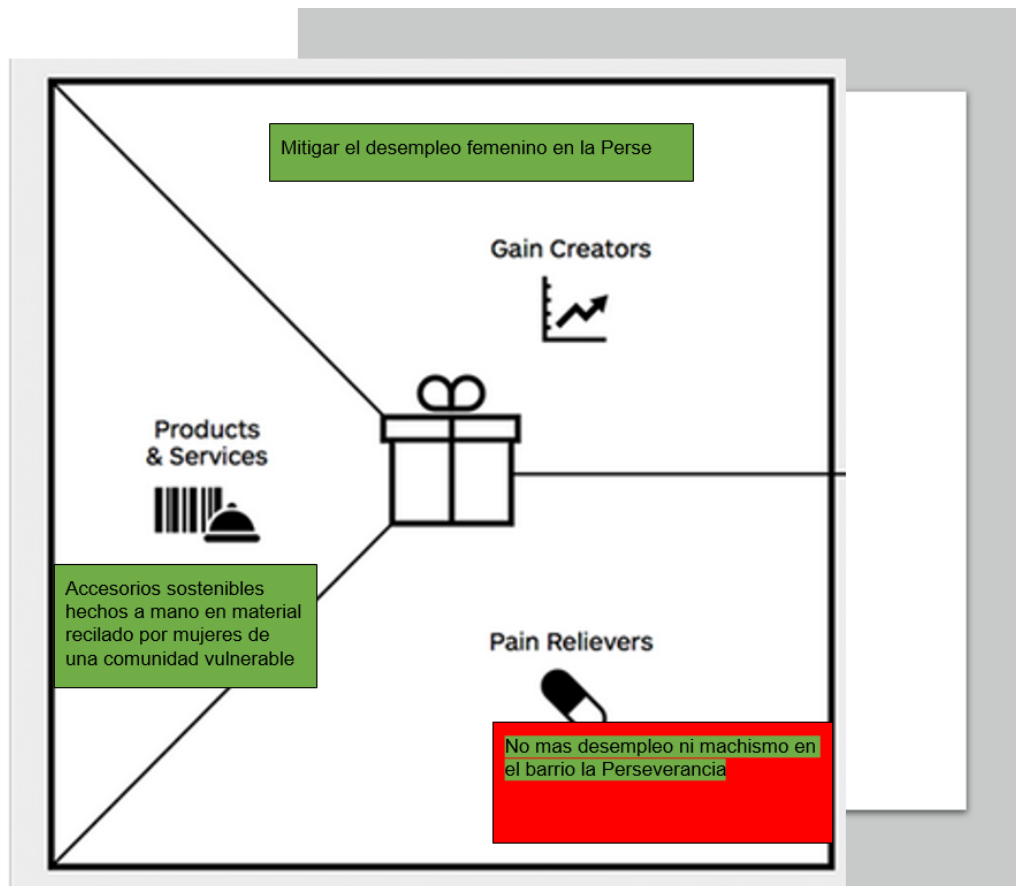 Mitigar el desempleo femenino en la Perse
Gain Creators
Products
& Services
Accesorios sostenibles
hechos a mano en material
recilado por mujeres de
una comunidad vulnerable
Pain Relievers
No mas desempleo ni machismo en
el barrio la Perseverancia